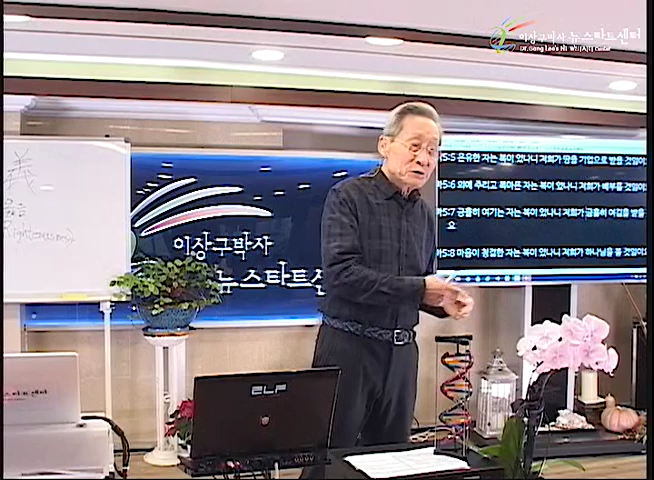 이상구박사 뉴스타트센터
義
Righteousness)
이상구박사
뉴스타트센
5:5 온유한 자는 복이 있나니 저희가 땅을 기업으로 받을 것임이
5:6 의에 주리고 목마른 자는 복이 있나니 저희가 배부를 것임이
5:7 긍휼히 여기는 자는 복이 있나니 저희가 긍휼히 여김을 받을
요
5:8 마음이 청결한 자는 복이 있나니 저희가 하나님을 볼 것임이